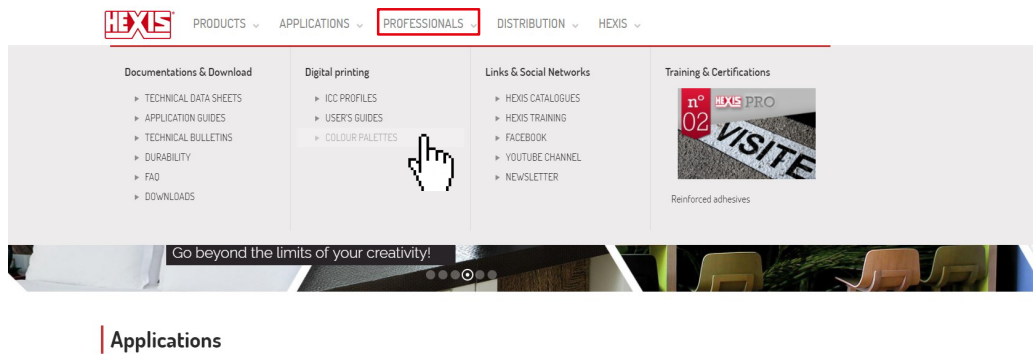 HEXIS PRODUCTS APPLICATIONS PROFESSIONALS DISTRIBUTION HEXIS
Documentations & Download
TECHNICAL DATA SHEETS
APPLICATION GUIDES
TECHNICAL BULLETINS
DURABILITY
FAQ
DOWNLOADS
Digital printing
ICC PROFILES
USER'S GUIDES
COLOUR PALETTES
Links & Social Networks
HEXIS CATALOGUES
HEXIS TRAINING
FACEBOOK
YOUTUBE CHANNEL
NEWSLETTER
Training & Certifications
n° HEXIS PRO
02
VISITE
Reinforced adhesives
Go beyond the limits of your creativity!
Applications